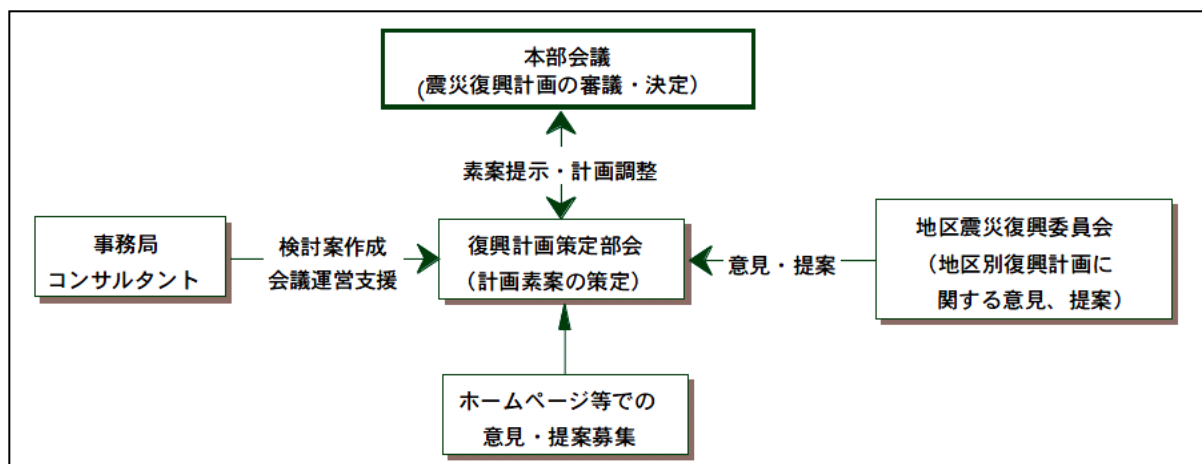 本部会議
(震災復興計画の審議・決定）
素案提示・計画調整
事務局
コンサルタント
検討案作成
会議運営支援
復興計画策定部会
（計画素案の策定）
意見・提案
地区震災復興委員会
（地区別復興計画に
関する意見、提案）
ホームページ等での
意見・提案募集